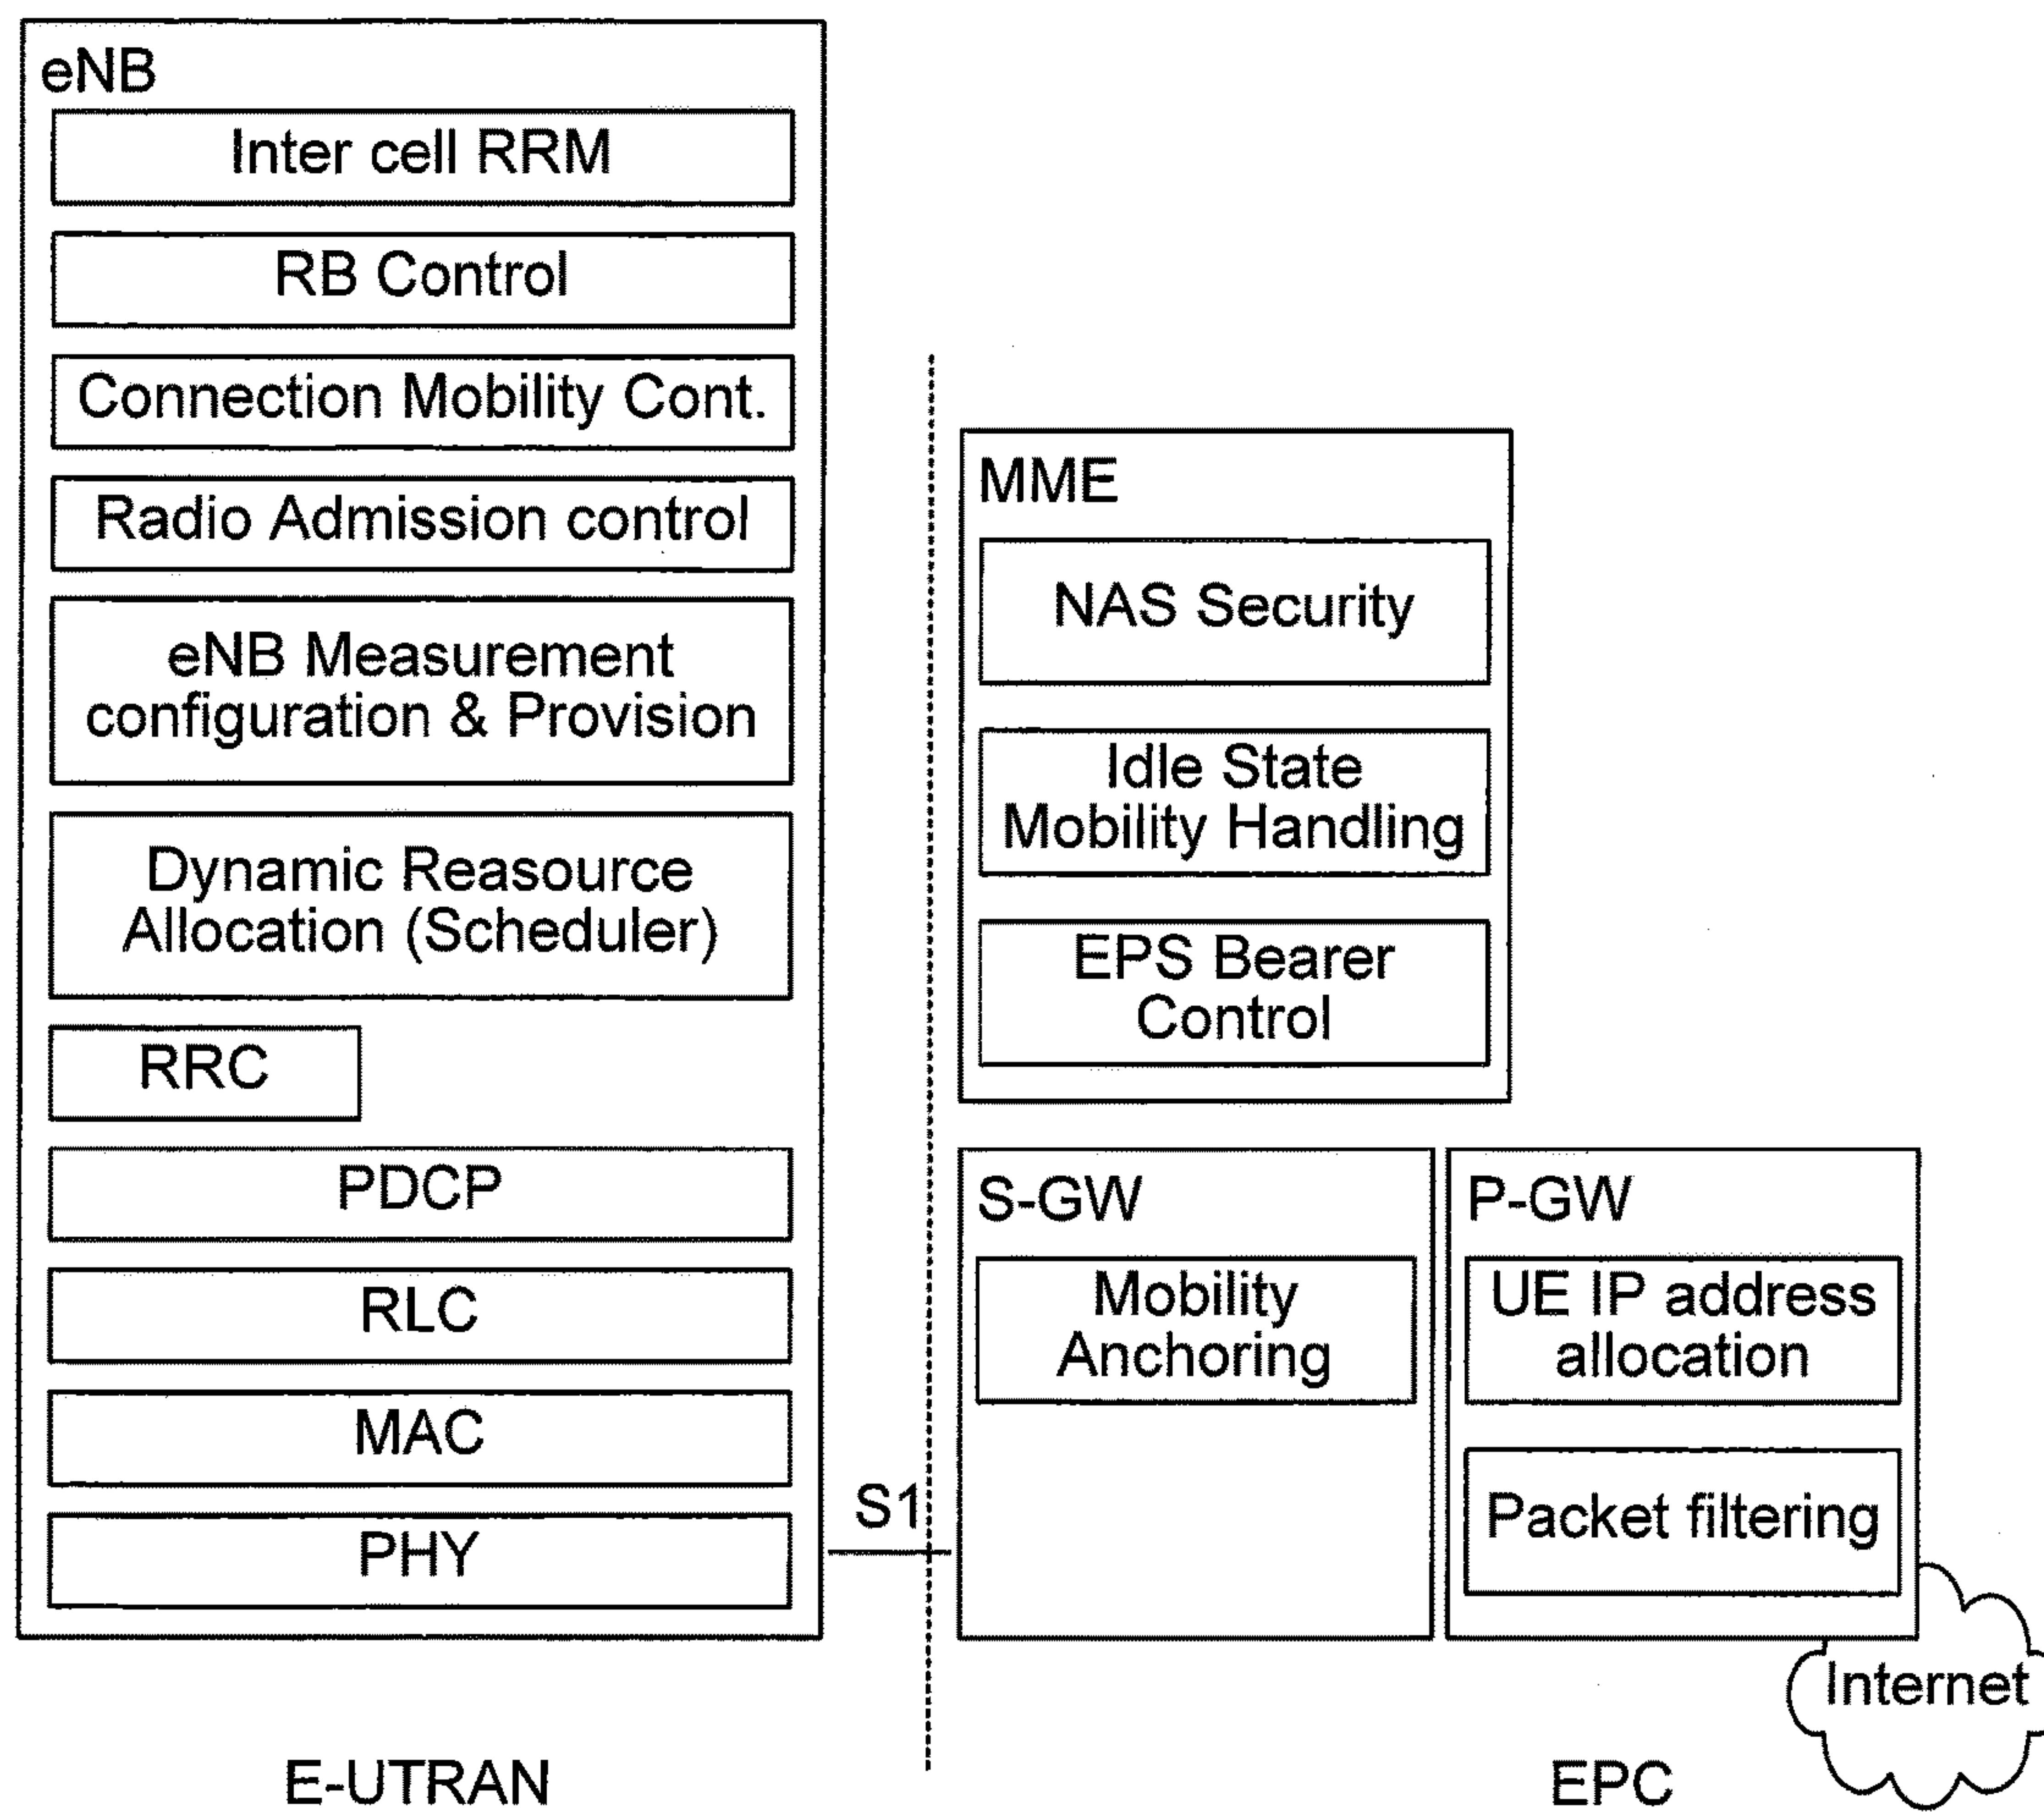 eNB
Inter cell RRM
RB Control
Connection Mobility Cont.
Radio Admission control
eNB Measurement
configuration & Provision
Dynamic Reasource
Allocation (Scheduler)
RRC
PDCP
RLC
MAC
PHY
S1
MME
NAS Security
Idle State
Mobility Handling
EPS Bearer
Control
S-GW
Mobility
Anchoring
P-GW
UE IP address
allocation
Packet filtering
Internet
E-UTRAN
EPC